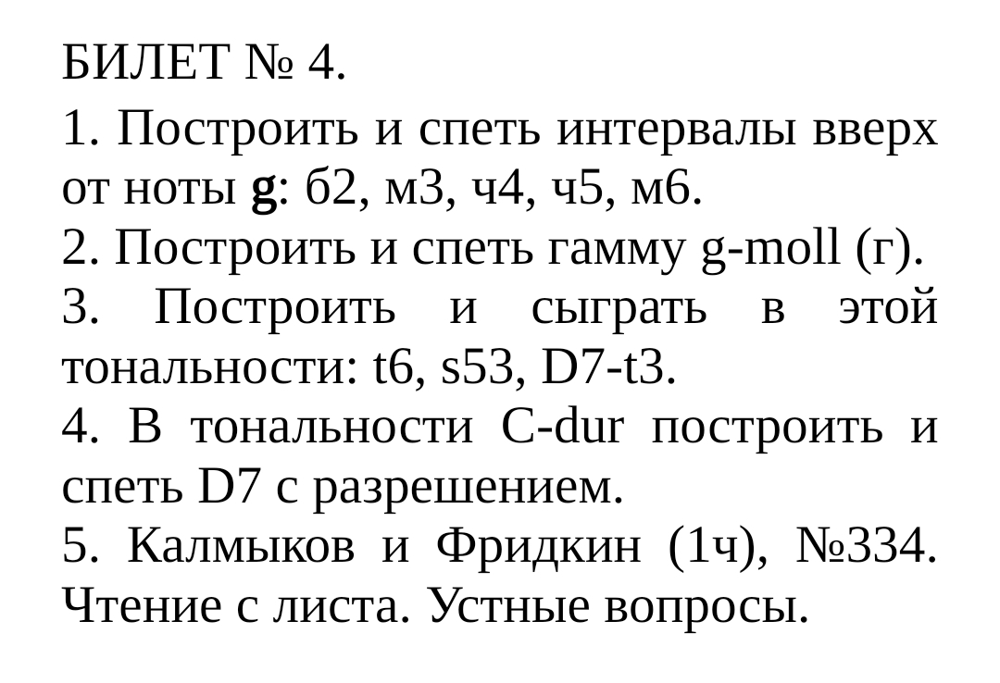 БИЛЕТ № 4.
1. Построить и спеть интервалы вверх
от ноты g: б2, м3, ч4, ч5, м6.
2. Построить и спеть гамму g-moll (г).
3. Построить и сыграть в этой
тональности: t6, s53, D7-t3.
4. В тональности C-dur построить и
спеть D7 с разрешением.
5. Калмыков и Фридкин (1ч), №334.
Чтение с листа. Устные вопросы.